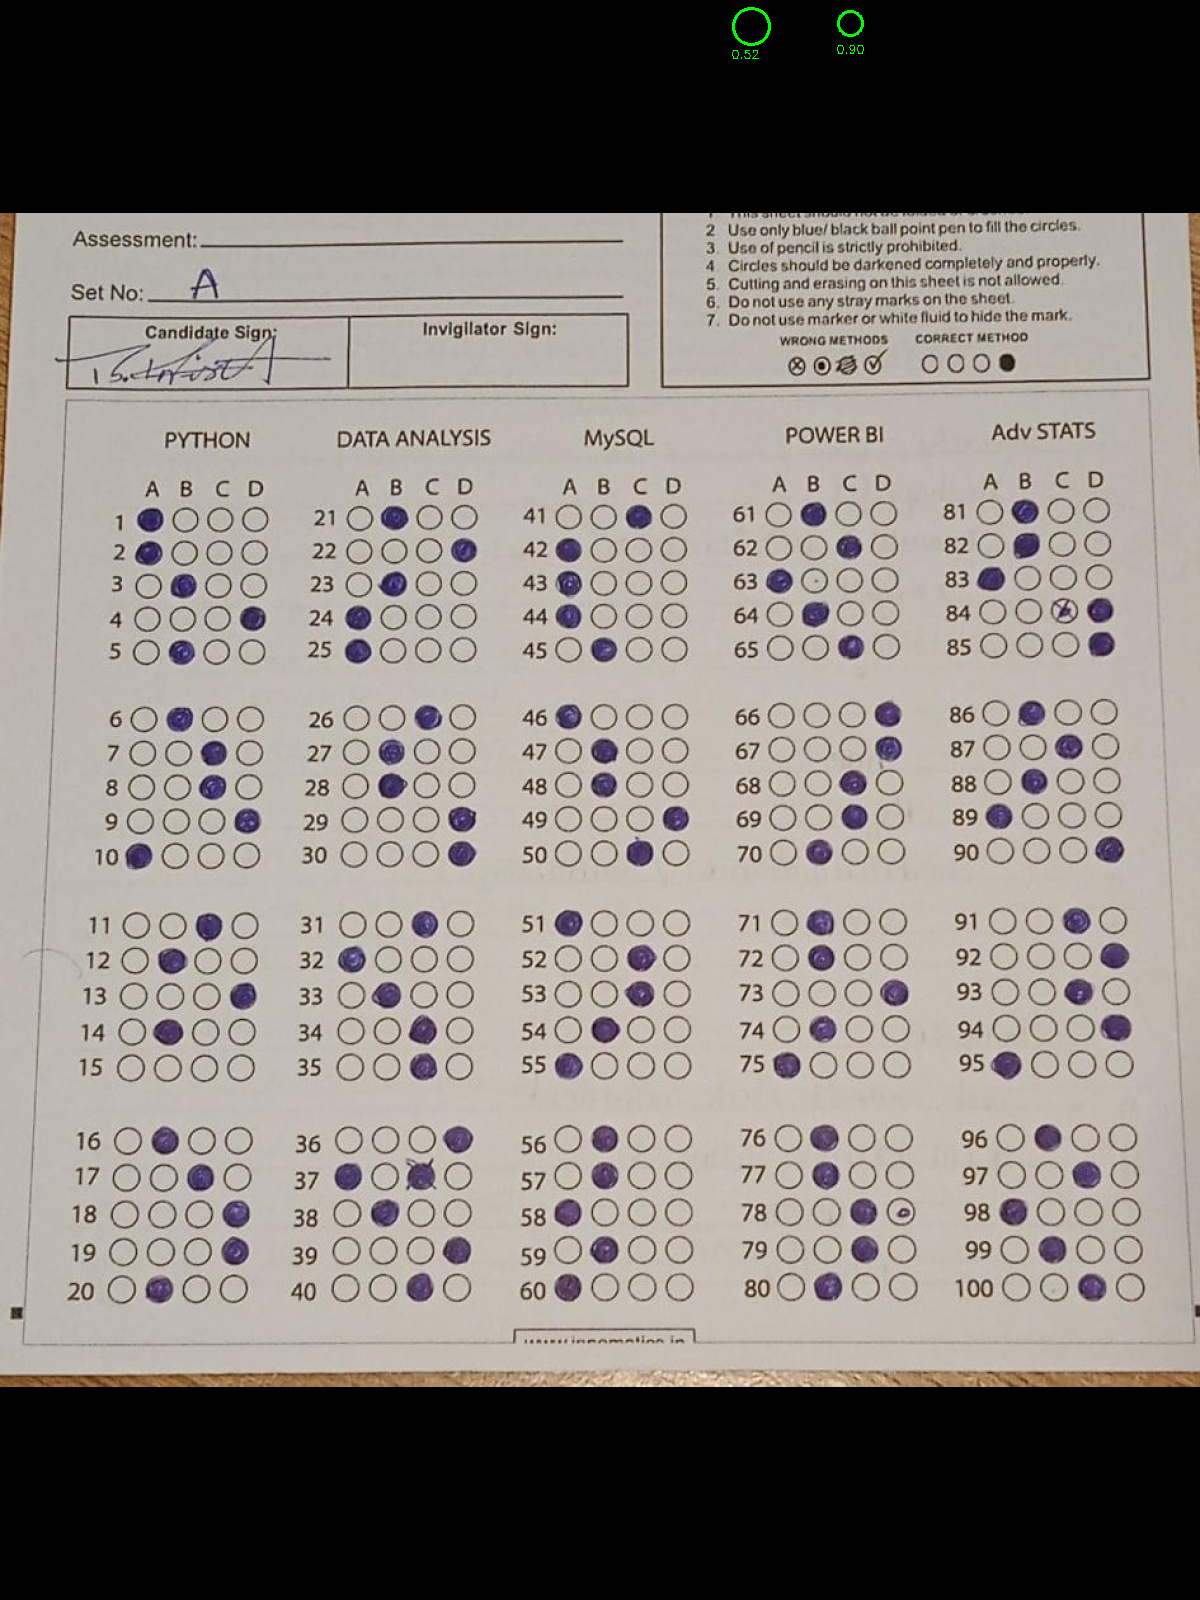 0.52
0.90
Assessment:
Set No: A
Candidate Sign:
Invigilator Sign:
2 Use only blue/ black ball point pen to fill the circles.
3. Use of pencil is strictly prohibited.
4 Circles should be darkened completely and properly.
5. Cutting and erasing on this sheet is not allowed.
6. Do not use any stray marks on the sheet.
7. Do not use marker or white fluid to hide the mark.
WRONG METHODS CORRECT METHOD
PYTHON DATA ANALYSIS MySQL POWER BI Adv STATS
A B C D A B C D A B C D A B C D A B C D
1 21 41 61 81
2 22 42 62 82
3 23 43 63 83
4 24 44 64 84
5 25 45 65 85
6 26 46 66 86
7 27 47 67 87
8 28 48 68 88
9 29 49 69 89
10 30 50 70 90
11 31 51 71 91
12 32 52 72 92
13 33 53 73 93
14 34 54 74 94
15 35 55 75 95
16 36 56 76 96
17 37 57 77 97
18 38 58 78 98
19 39 59 79 99
20 40 60 80 100